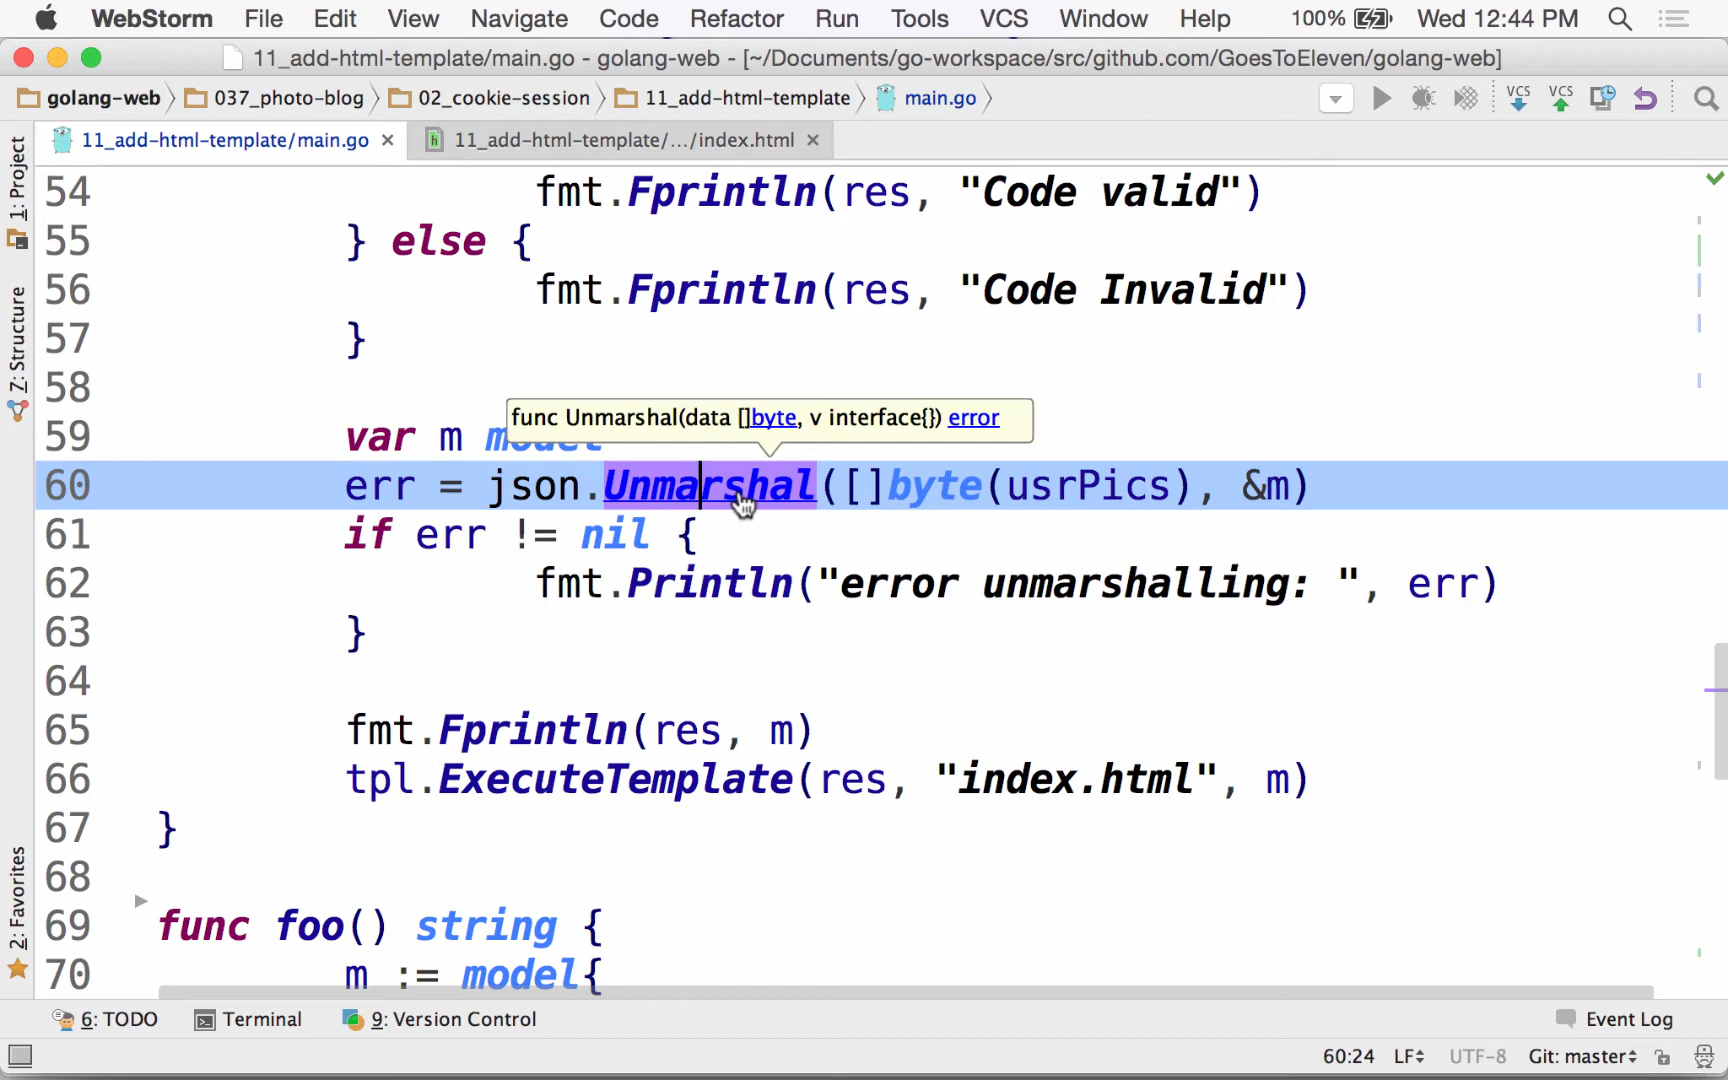 WebStorm File Edit View Navigate Code Refactor Run Tools VCS Window Help 100% Wed 12:44 PM
11_add-html-template/main.go - golang-web - [~/Documents/go-workspace/src/github.com/GoesToEleven/golang-web]
golang-web 037_photo-blog 02_cookie-session 11_add-html-template main.go VCS VCS
11_add-html-template/main.go 11_add-html-template/.../index.html
1: Project
Z: Structure
2: Favorites
54 fmt.Fprintln(res, "Code valid")
55 } else {
56 fmt.Fprintln(res, "Code Invalid")
57 }
58
func Unmarshal(data []byte, v interface{}) error
59 var m model
60 err = json.Unmarshal([]byte(usrPics), &m)
61 if err != nil {
62 fmt.Println("error unmarshalling: ", err)
63 }
64
65 fmt.Fprintln(res, m)
66 tpl.ExecuteTemplate(res, "index.html", m)
67 }
68
69 func foo() string {
70 m := model{
6: TODO Terminal 9: Version Control Event Log
60:24 LF UTF-8 Git: master